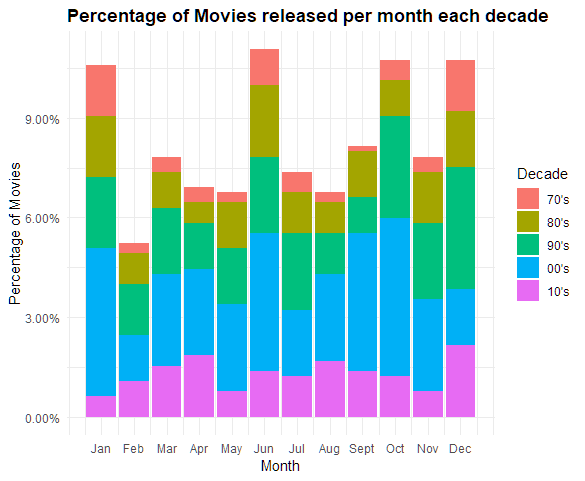 Percentage of Movies released per month each decade
Percentage of Movies
9.00%
6.00%
3.00%
0.00%
Jan Feb Mar Apr May Jun Jul Aug Sept Oct Nov Dec
Month
Decade
70's
80's
90's
00's
10's